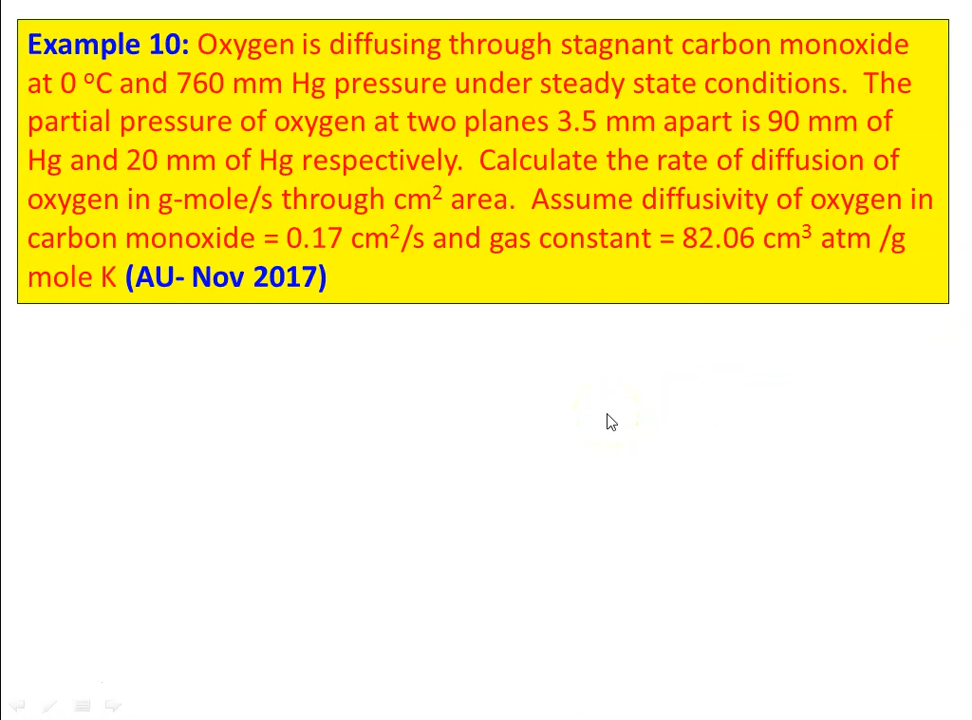 Example 10: Oxygen is diffusing through stagnant carbon monoxide
at 0 ᵒC and 760 mm Hg pressure under steady state conditions. The
partial pressure of oxygen at two planes 3.5 mm apart is 90 mm of
Hg and 20 mm of Hg respectively. Calculate the rate of diffusion of
oxygen in g-mole/s through cm² area. Assume diffusivity of oxygen in
carbon monoxide = 0.17 cm²/s and gas constant = 82.06 cm³ atm /g
mole K (AU- Nov 2017)